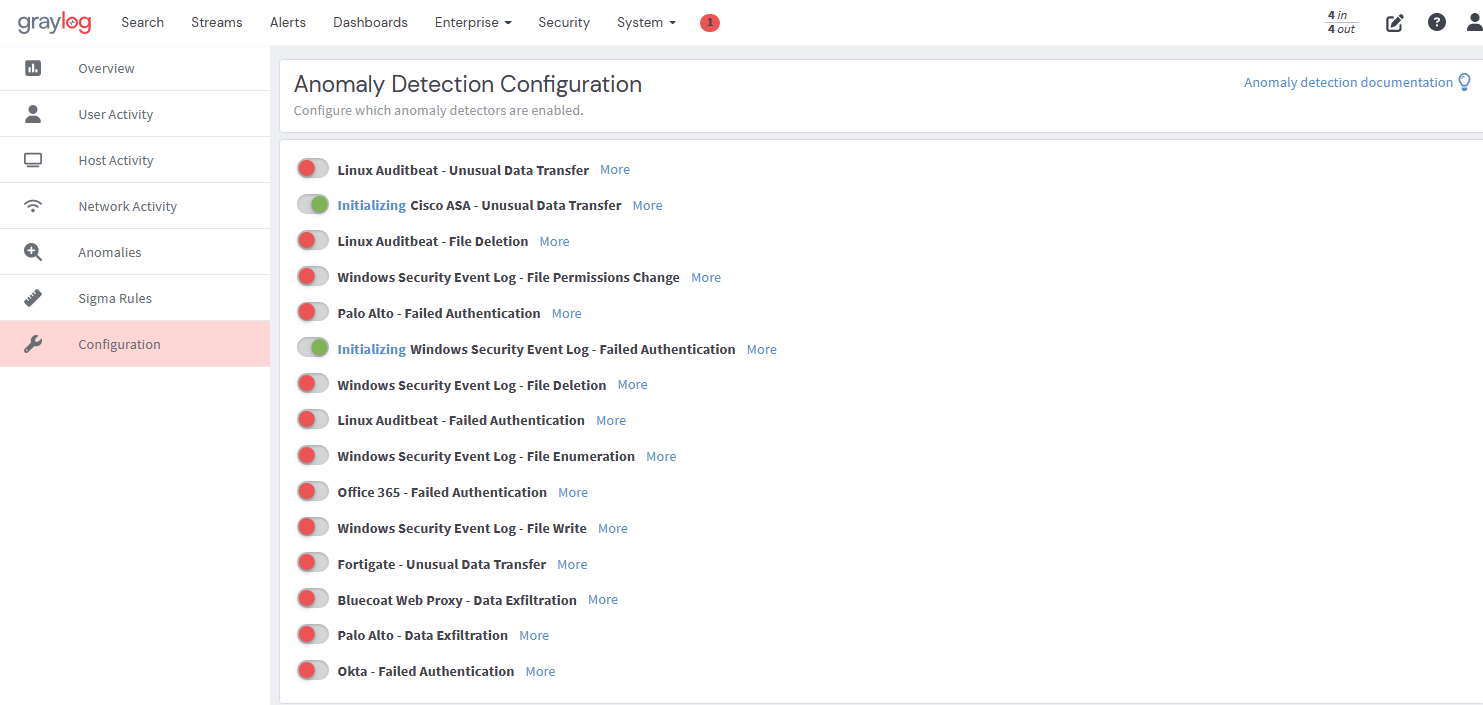 graylog Search Streams Alerts Dashboards Enterprise Security System 1 4 in
4 out
?
Overview
User Activity
Host Activity
Network Activity
Anomalies
Sigma Rules
Configuration
Anomaly Detection Configuration
Configure which anomaly detectors are enabled.
Anomaly detection documentation
Linux Auditbeat - Unusual Data Transfer More
Initializing Cisco ASA - Unusual Data Transfer More
Linux Auditbeat - File Deletion More
Windows Security Event Log - File Permissions Change More
Palo Alto - Failed Authentication More
Initializing Windows Security Event Log - Failed Authentication More
Windows Security Event Log - File Deletion More
Linux Auditbeat - Failed Authentication More
Windows Security Event Log - File Enumeration More
Office 365 - Failed Authentication More
Windows Security Event Log - File Write More
Fortigate - Unusual Data Transfer More
Bluecoat Web Proxy - Data Exfiltration More
Palo Alto - Data Exfiltration More
Okta - Failed Authentication More